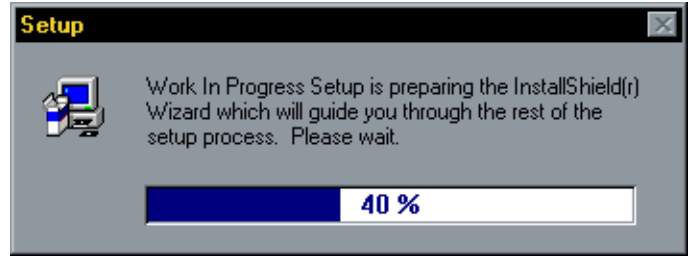 Setup
Work In Progress Setup is preparing the InstallShield(r)
Wizard which will guide you through the rest of the
setup process.  Please wait.
40 %